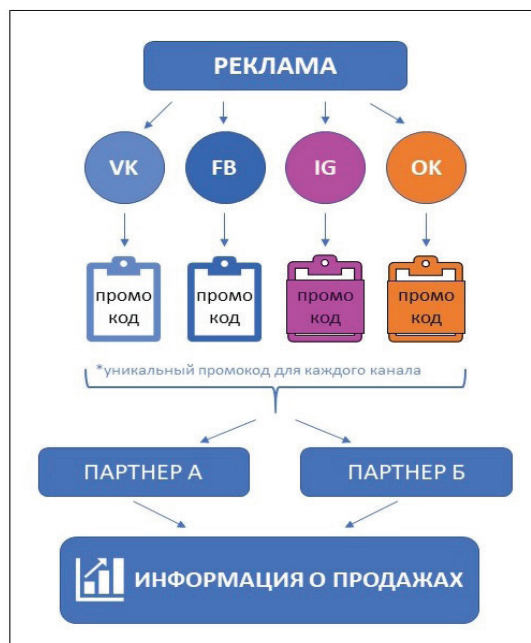 РЕКЛАМА
VK FB IG OK
промо код
промо код
промо код
промо код
*уникальный промокод для каждого канала
ПАРТНЕР А ПАРТНЕР Б
ИНФОРМАЦИЯ О ПРОДАЖАХ